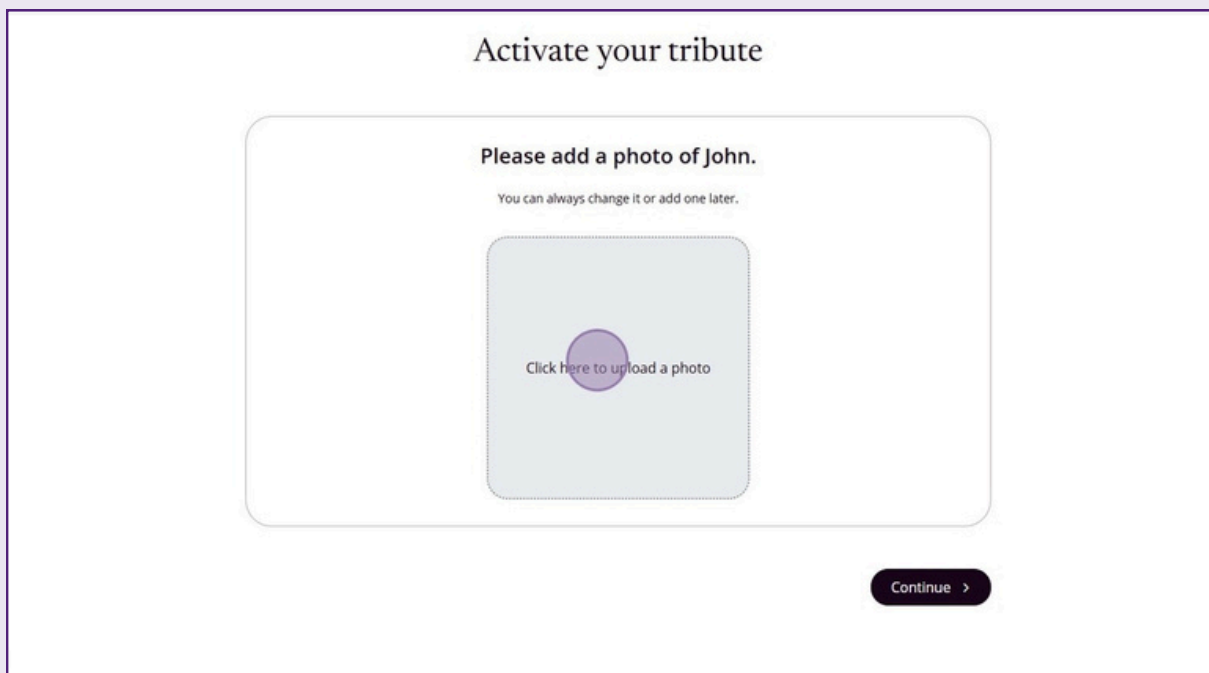 Activate your tribute
Please add a photo of John.
You can always change it or add one later.
Click here to upload a photo
Continue